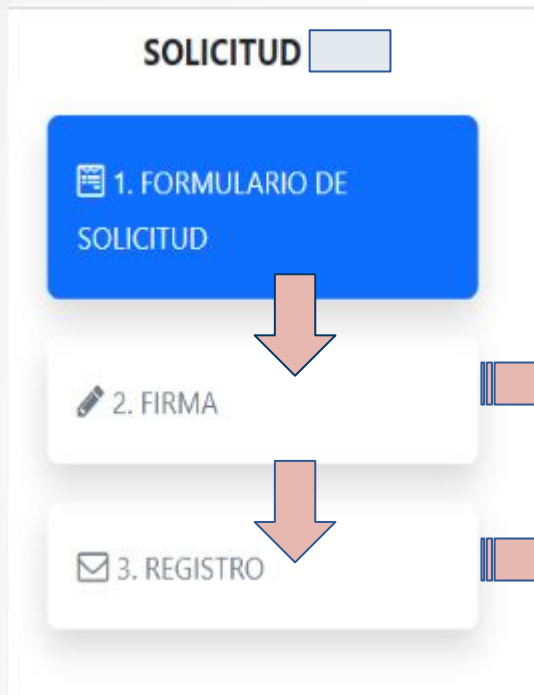 SOLICITUD
1. FORMULARIO DE
SOLICITUD
2. FIRMA
3. REGISTRO